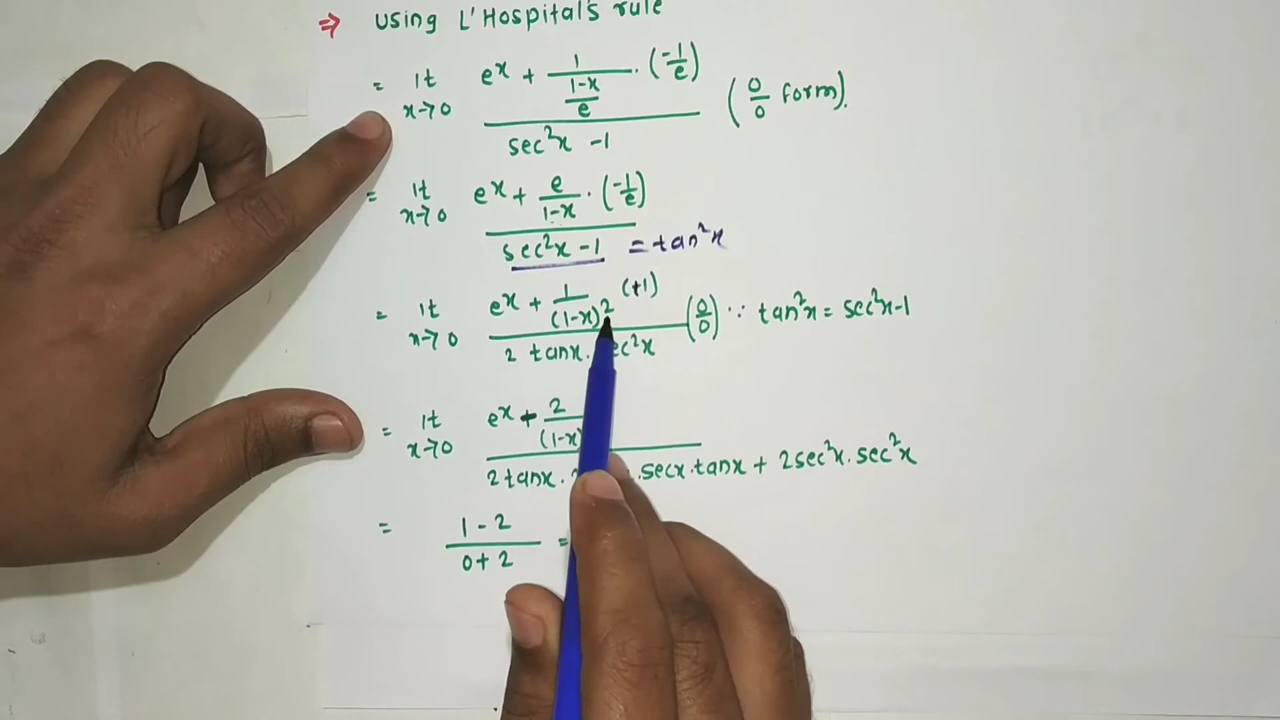 ⇒ using L'Hospital's rule
= lt x→0 e^x + 1/((1-x)/e) · (-1/e) / sec²x - 1 (0/0 form).
= lt x→0 e^x + e/(1-x) · (-1/e) / sec²x - 1 = tan²x
= lt x→0 e^x + 1/(1-x)² (+1) / 2 tanx. ec²x (0/0) ∵ tan²x = sec²x-1
= lt x→0 e^x - 2/(1-x) / 2tanx. .secx.tanx + 2sec²x.sec²x
= 1-2 / 0+2 =